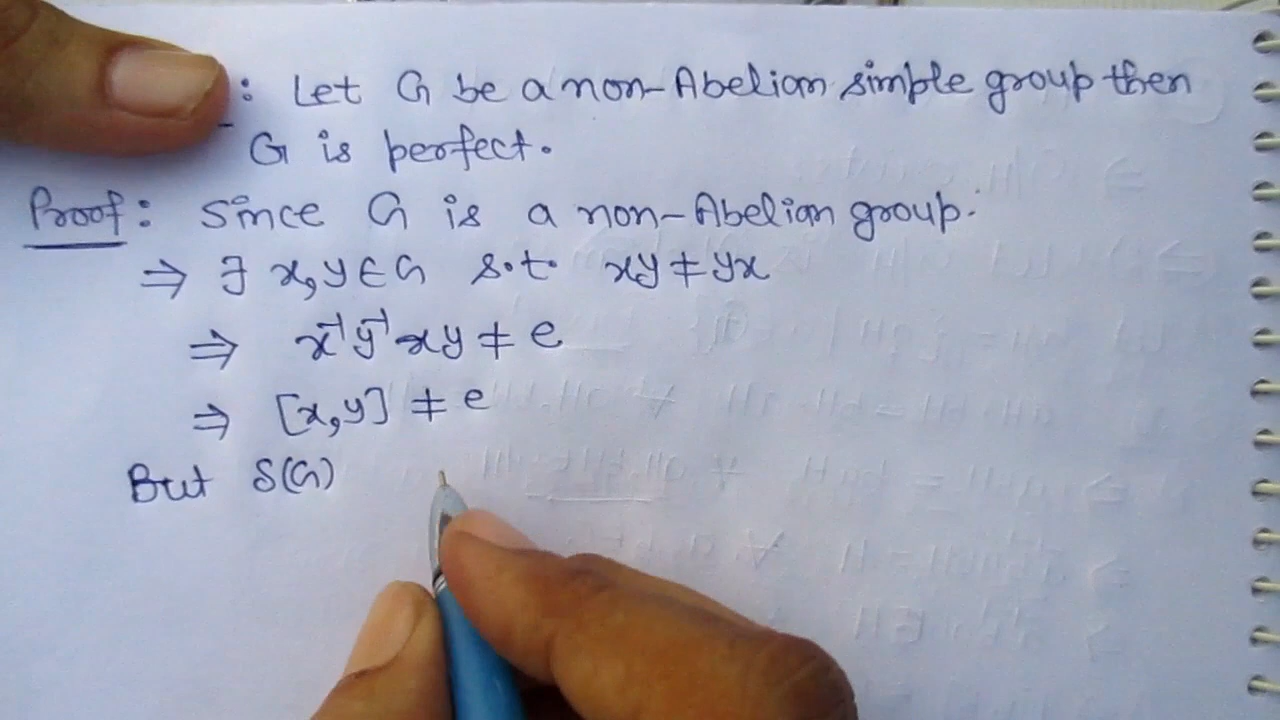 : Let G be a non-Abelian simple group then
G is perfect.
Proof: Since G is a non-Abelian group.
⇒ ∃ x,y∈G s.t. xy ≠ yx
⇒ x⁻¹y⁻¹xy ≠ e
⇒ [x,y] ≠ e
But δ(G)